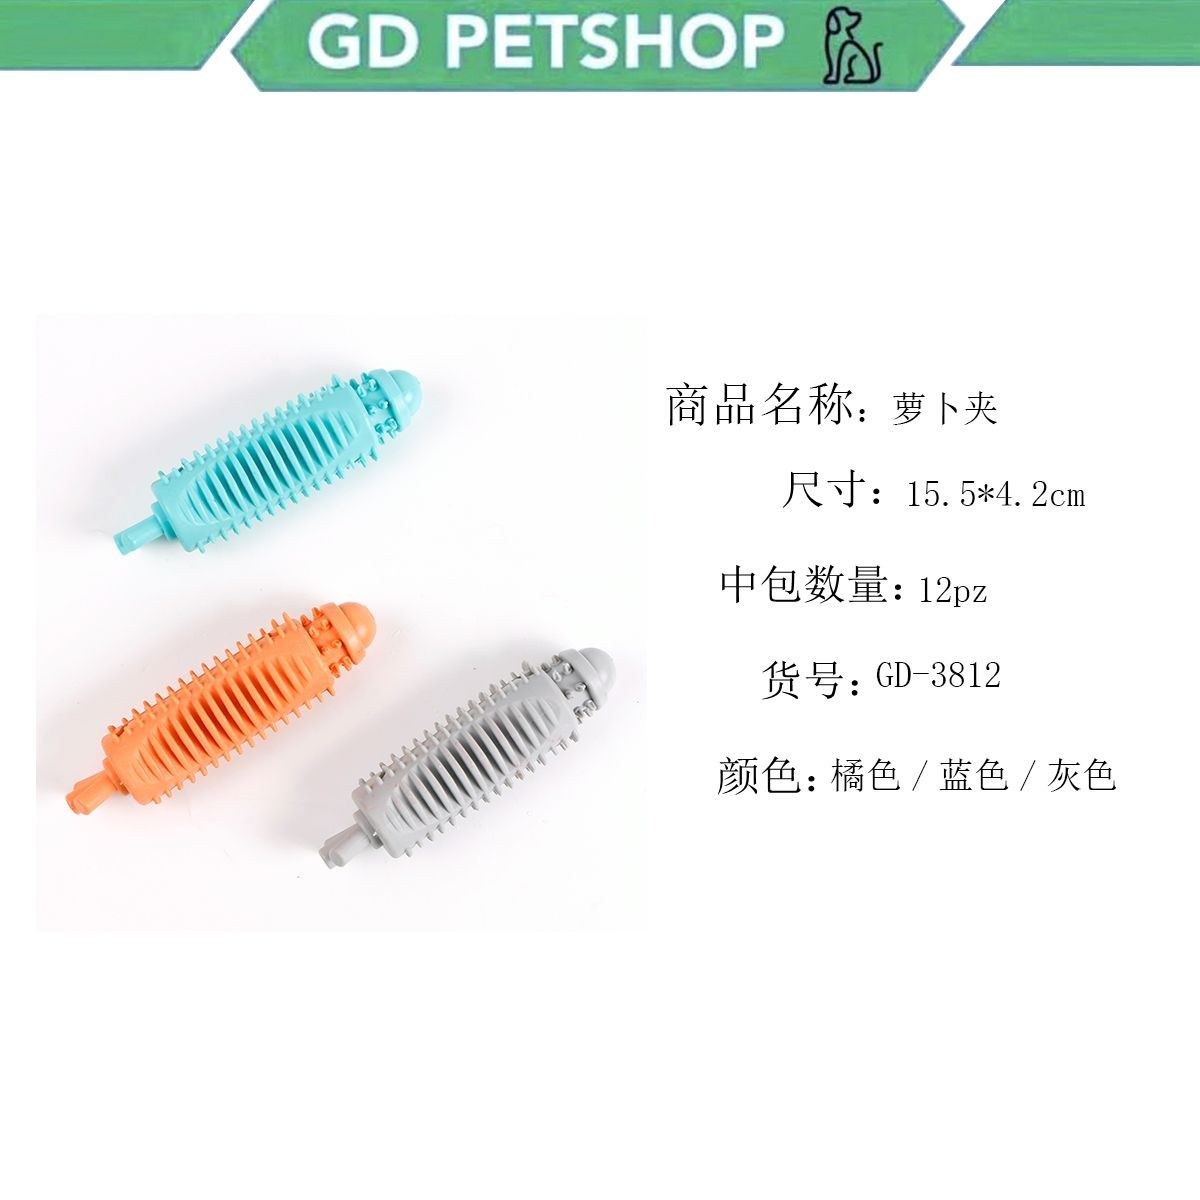 GD PETSHOP
商品名称：萝卜夹
尺寸：15.5*4.2cm
中包数量：12pz
货号：GD-3812
颜色：橘色/蓝色/灰色